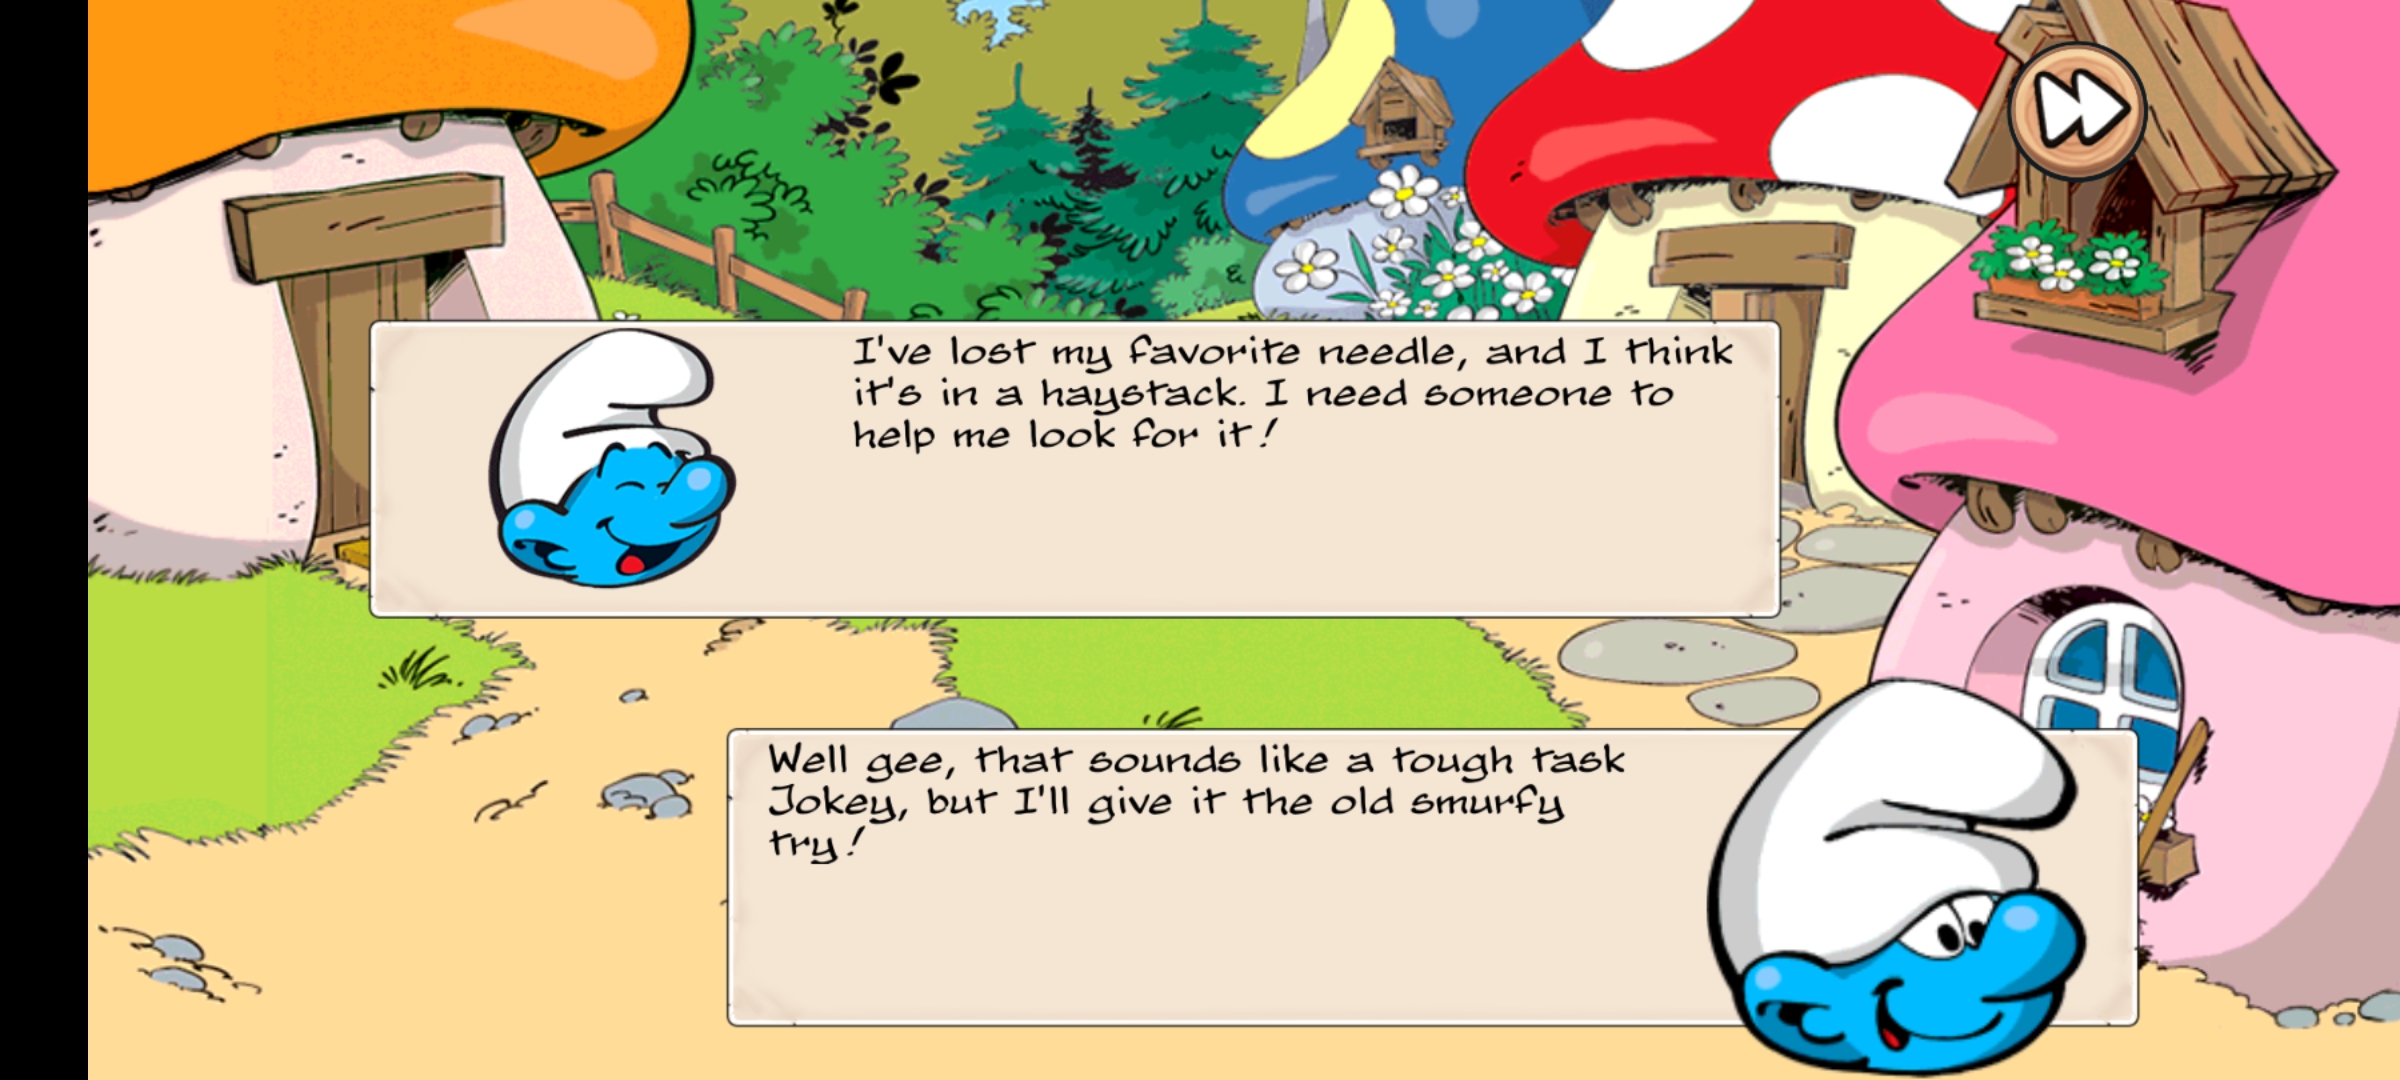 I've lost my favorite needle, and I think
it's in a haystack. I need someone to
help me look for it!
Well gee, that sounds like a tough task
Jokey, but I'll give it the old smurfy
try!